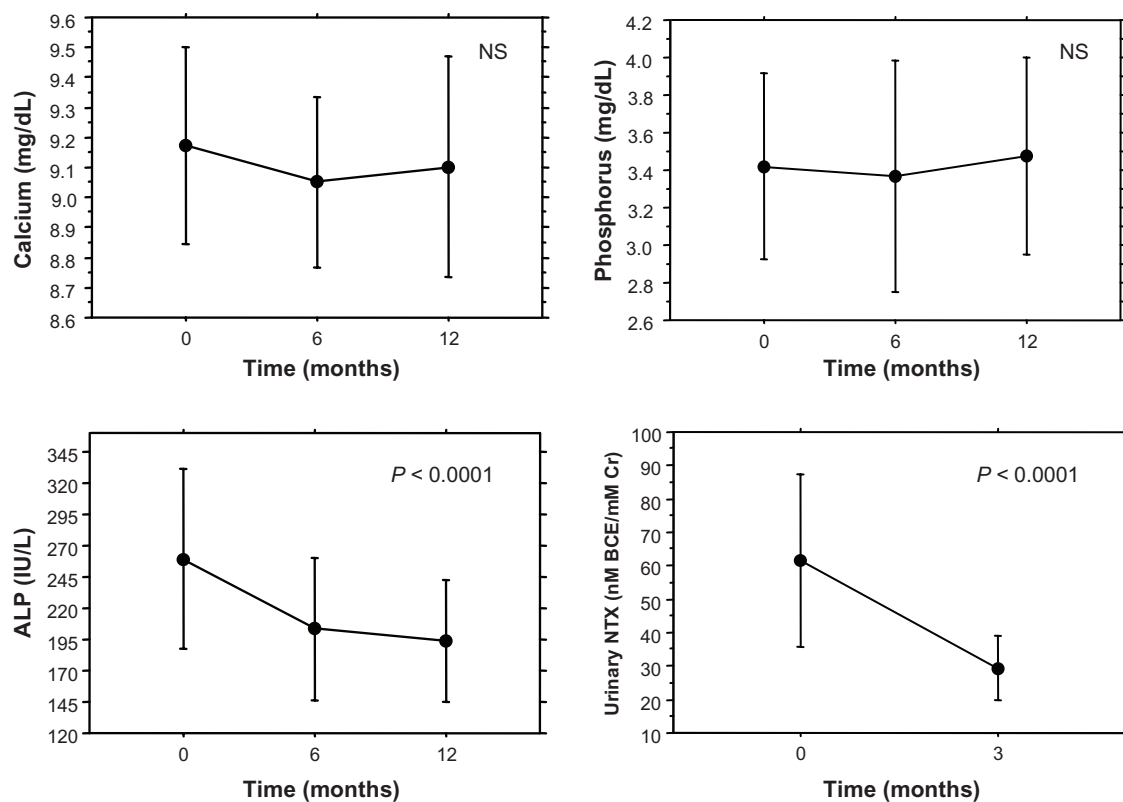 Calcium (mg/dL)
9.6
9.5
9.4
9.3
9.2
9.1
9.0
8.9
8.8
8.7
8.6
NS
0 6 12
Time (months)
Phosphorus (mg/dL)
4.2
4.0
3.8
3.6
3.4
3.2
3.0
2.8
2.6
NS
0 6 12
Time (months)
ALP (IU/L)
345
320
295
270
245
220
195
170
145
120
P < 0.0001
0 6 12
Time (months)
Urinary NTX (nM BCE/mM Cr)
100
90
80
70
60
50
40
30
20
10
P < 0.0001
0 3
Time (months)